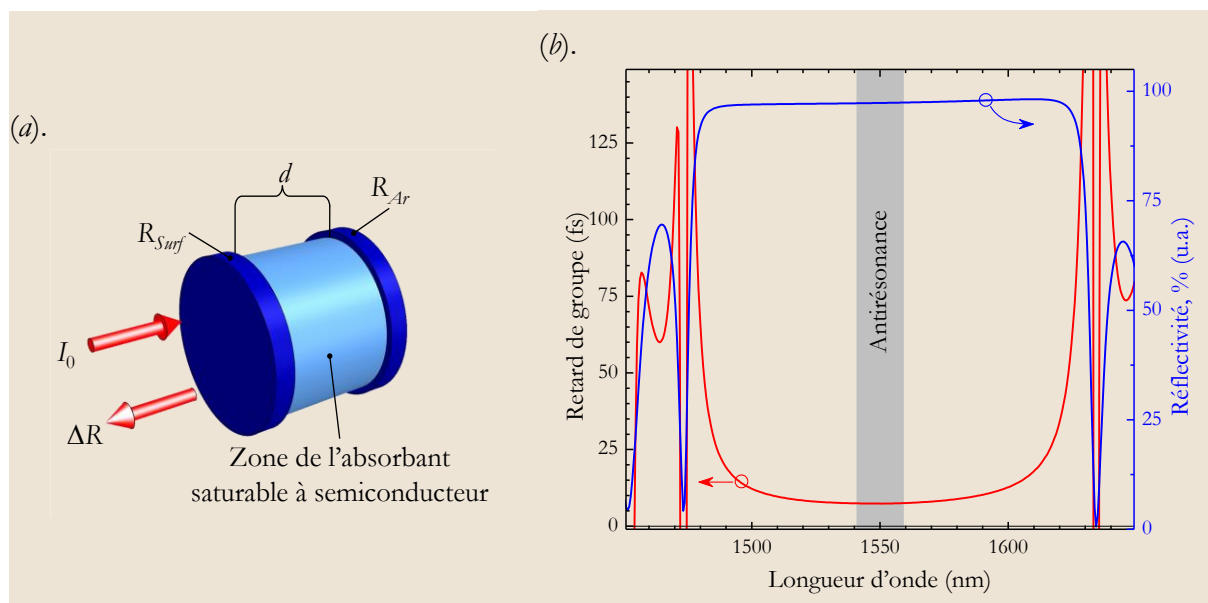 (a).
d
R_Surf
R_Ar
I_0
ΔR
Zone de l'absorbant
saturable à semiconducteur
(b).
Retard de groupe (fs)
125
100
75
50
25
0
Antirésonance
100
75
50
25
0
Réflectivité, % (u.a.)
1500
1550
1600
Longueur d'onde (nm)